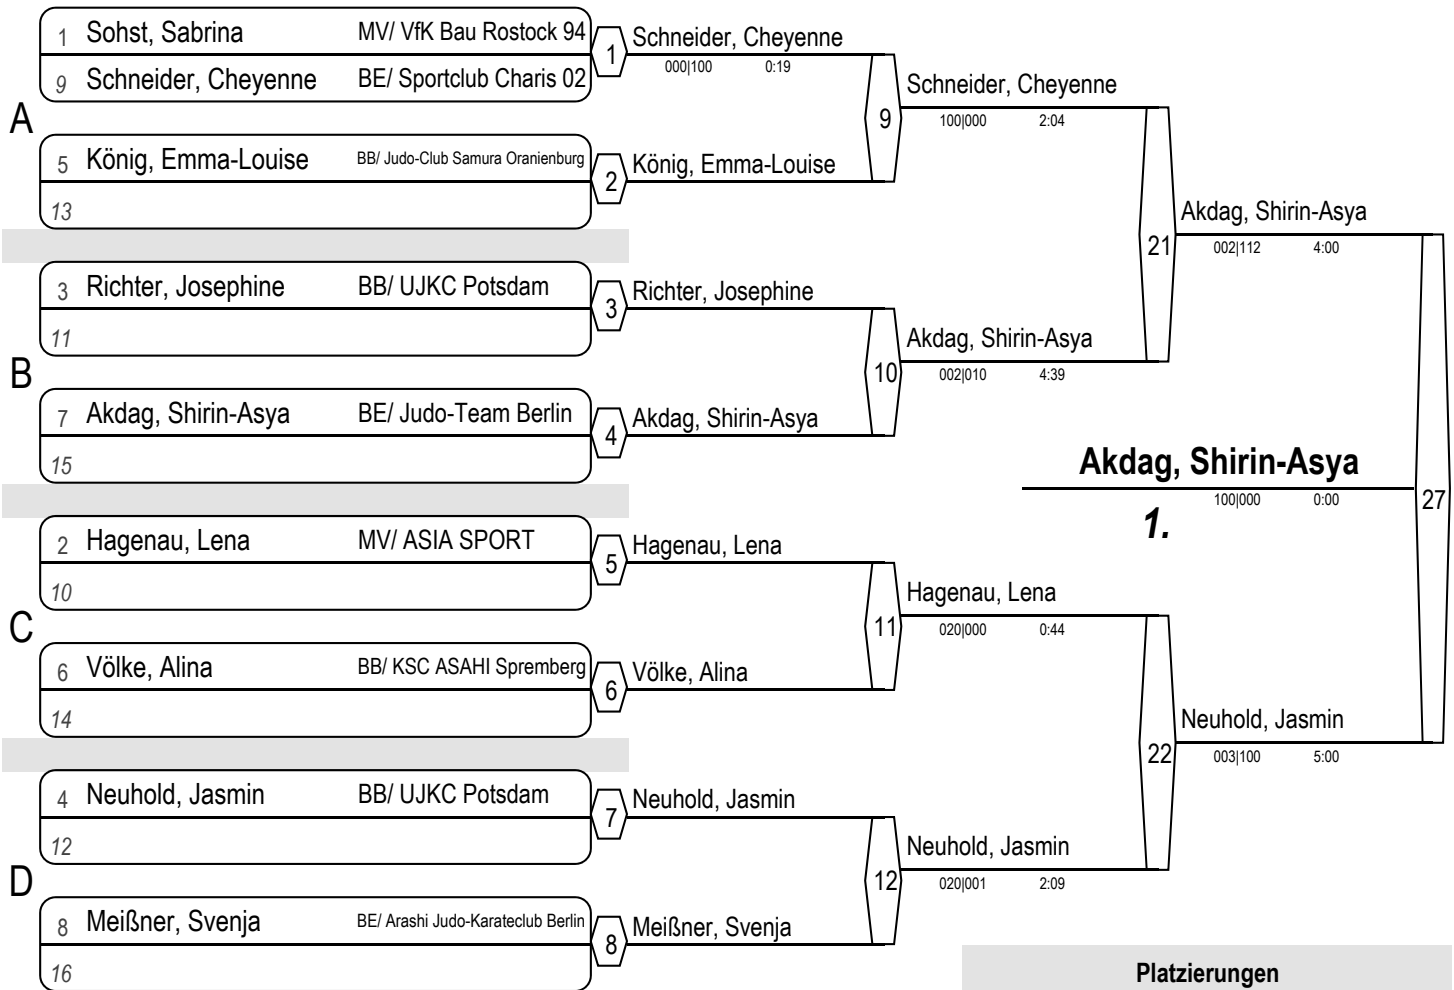 1 Sohst, Sabrina MV/ VfK Bau Rostock 94
9 Schneider, Cheyenne BE/ Sportclub Charis 02
1 Schneider, Cheyenne
000|100 0:19
A
5 König, Emma-Louise BB/ Judo-Club Samura Oranienburg
13
2 König, Emma-Louise
9 Schneider, Cheyenne
100|000 2:04
3 Richter, Josephine BB/ UJKC Potsdam
11
3 Richter, Josephine
B
7 Akdag, Shirin-Asya BE/ Judo-Team Berlin
15
4 Akdag, Shirin-Asya
10 Akdag, Shirin-Asya
002|010 4:39
21 Akdag, Shirin-Asya
002|112 4:00
2 Hagenau, Lena MV/ ASIA SPORT
10
5 Hagenau, Lena
C
6 Völke, Alina BB/ KSC ASAHI Spremberg
14
6 Völke, Alina
11 Hagenau, Lena
020|000 0:44
4 Neuhold, Jasmin BB/ UJKC Potsdam
12
7 Neuhold, Jasmin
D
8 Meißner, Svenja BE/ Arashi Judo-Karateclub Berlin
16
8 Meißner, Svenja
12 Neuhold, Jasmin
020|001 2:09
22 Neuhold, Jasmin
003|100 5:00
Akdag, Shirin-Asya
100|000 0:00
27
1.
Platzierungen